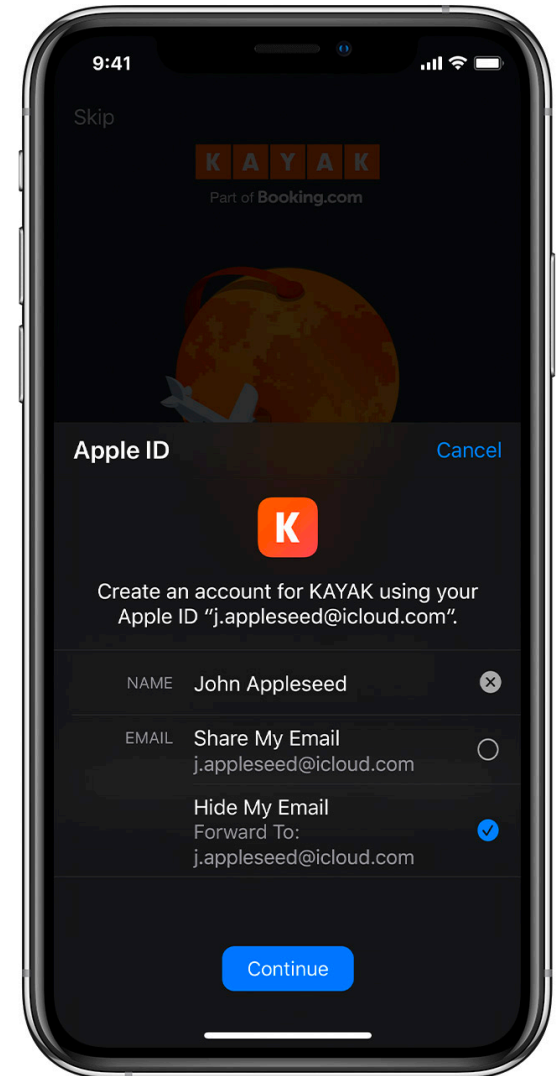 9:41
Skip
KAYAK
Part of Booking.com
Apple ID
Cancel
K
Create an account for KAYAK using your
Apple ID "j.appleseed@icloud.com".
NAME John Appleseed
EMAIL Share My Email
j.appleseed@icloud.com
Hide My Email
Forward To:
j.appleseed@icloud.com
Continue